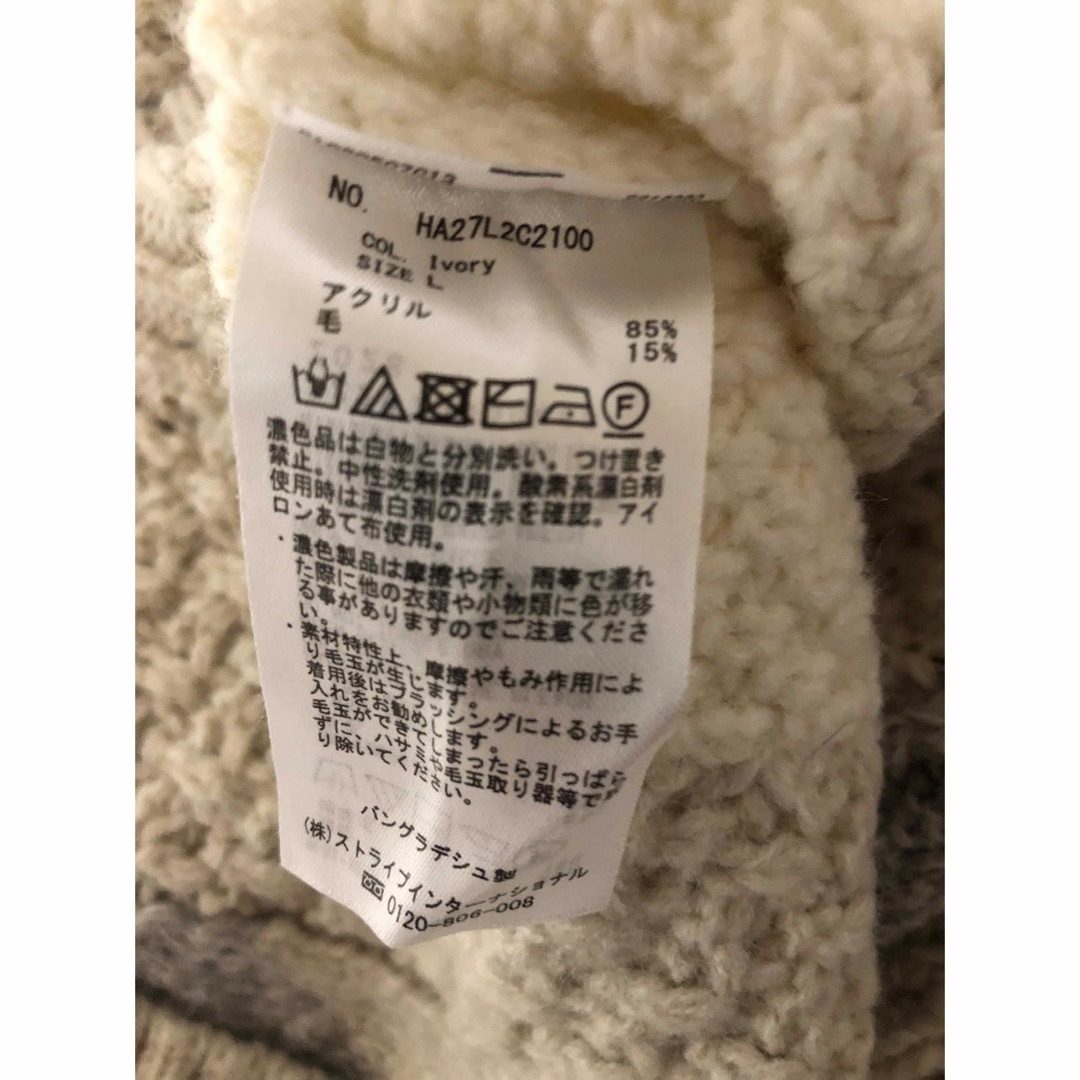 NO. HA27L2C2100
COL. Ivory
SIZE L
アクリル 85%
毛 15%
F
濃色品は白物と分別洗い。つけ置き
禁止。中性洗剤使用。酸素系漂白剤
使用時は漂白剤の表示を確認。アイ
ロンあて布使用。
・濃色製品は摩擦や汗、雨等で濡れ
た際に他の衣類や小物類に色が移
る事がありますのでご注意くださ
い。
・素材特性上、摩擦やもみ作用によ
り毛玉が生じます。
着用後はブラッシングによるお手
入れをお勧めします。
毛玉ができてしまったら引っぱら
ずに、ハサミや毛玉取り器等で取
り除いてください。
バングラデシュ製
(株)ストライプインターナショナル
0120-806-008